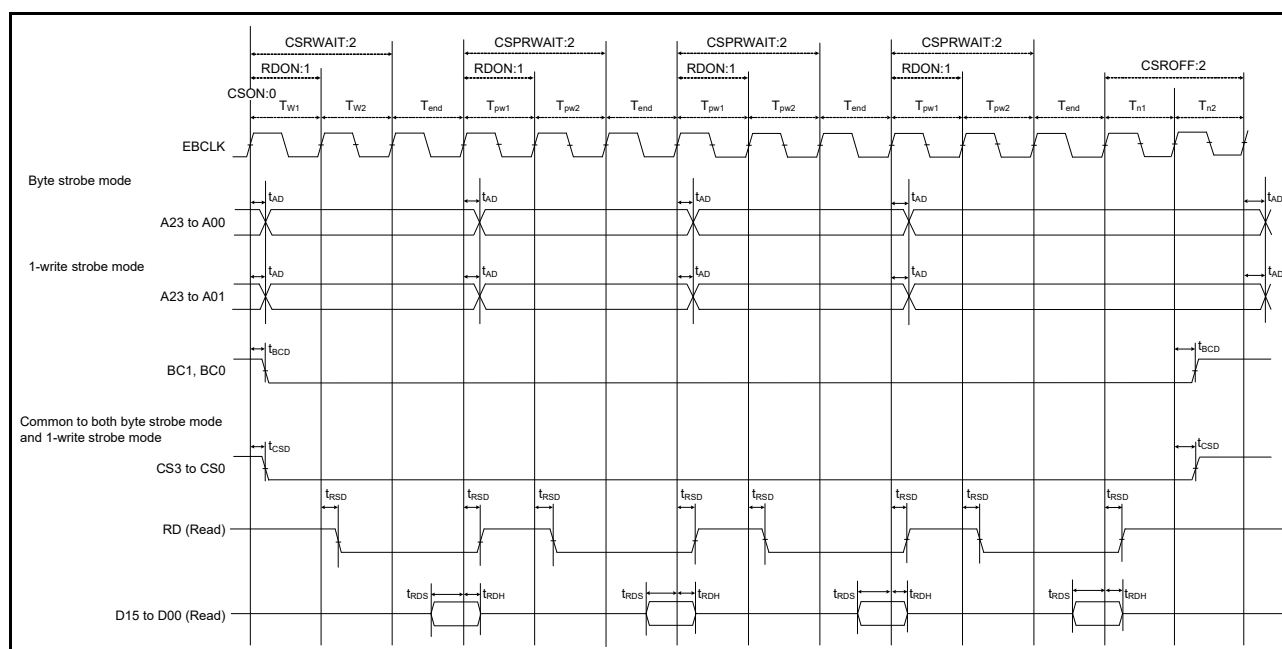 CSRWAIT:2 CSPRWAIT:2 CSPRWAIT:2 CSPRWAIT:2
RDON:1 RDON:1 RDON:1 RDON:1 CSROFF:2
CSON:0
TW1 TW2 Tend Tpw1 Tpw2 Tend Tpw1 Tpw2 Tend Tpw1 Tpw2 Tend Tn1 Tn2
EBCLK
Byte strobe mode
tAD tAD tAD tAD tAD
A23 to A00
1-write strobe mode
tAD tAD tAD tAD tAD
A23 to A01
tBCD tBCD
BC1, BC0
Common to both byte strobe mode
and 1-write strobe mode
tCSD tCSD
CS3 to CS0
tRSD tRSD tRSD tRSD tRSD tRSD tRSD tRSD
RD (Read)
tRDS tRDH tRDS tRDH tRDS tRDH tRDS tRDH
D15 to D00 (Read)